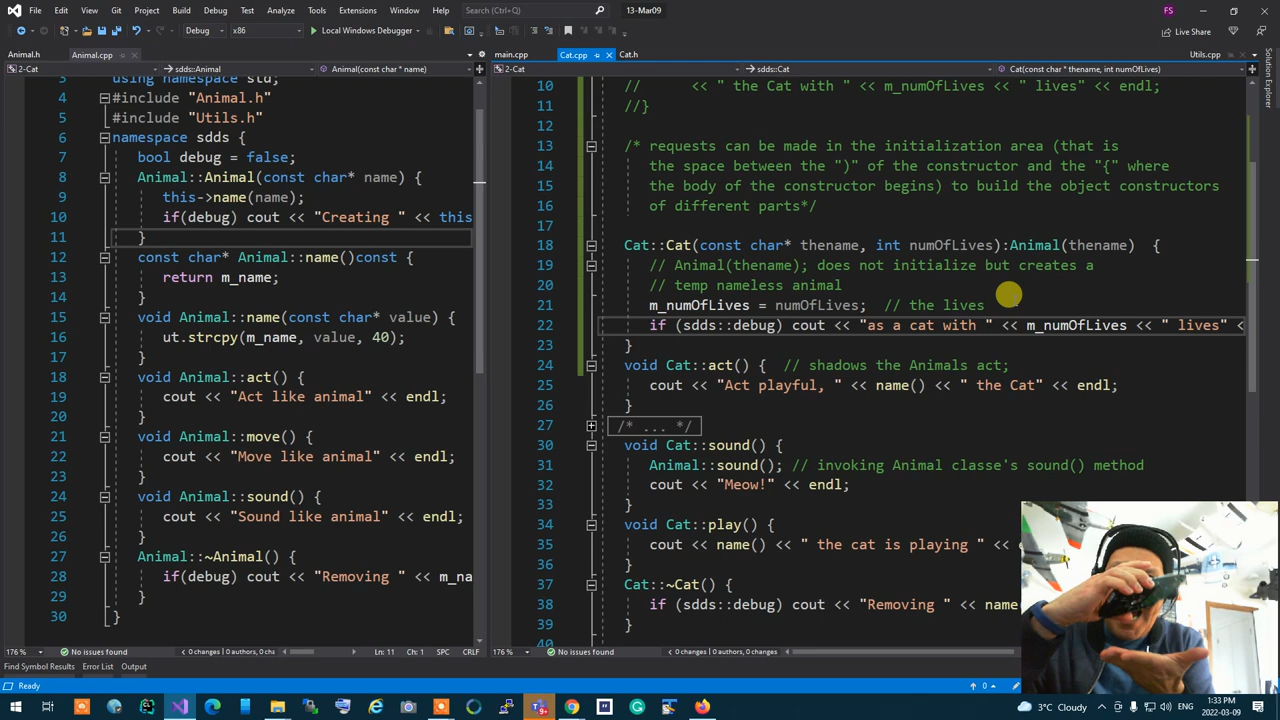 File Edit View Git Project Build Debug Test Analyze Tools Extensions Window Help Search (Ctrl+Q) 13-Mar09 FS
Debug x86 Local Windows Debugger Live Share
Animal.h Animal.cpp
2-Cat sdds::Animal Animal(const char * name)
using namespace std;
4 #include "Animal.h"
5 #include "Utils.h"
6 namespace sdds {
7 bool debug = false;
8 Animal::Animal(const char* name) {
9 this->name(name);
10 if(debug) cout << "Creating " << this
11 }
12 const char* Animal::name()const {
13 return m_name;
14 }
15 void Animal::name(const char* value) {
16 ut.strcpy(m_name, value, 40);
17 }
18 void Animal::act() {
19 cout << "Act like animal" << endl;
20 }
21 void Animal::move() {
22 cout << "Move like animal" << endl;
23 }
24 void Animal::sound() {
25 cout << "Sound like animal" << endl;
26 }
27 Animal::~Animal() {
28 if(debug) cout << "Removing " << m_na
29 }
30 }
176 % No issues found 0 changes | 0 authors, 0 cha Ln: 11 Ch: 1 SPC CRLF
main.cpp Cat.cpp Cat.h Utils.cpp
2-Cat sdds::Cat Cat(const char * thename, int numOfLives)
10 // << " the Cat with " << m_numOfLives << " lives" << endl;
11 //}
12
13 /* requests can be made in the initialization area (that is
14 the space between the ")" of the constructor and the "{" where
15 the body of the constructor begins) to build the object constructors
16 of different parts*/
17
18 Cat::Cat(const char* thename, int numOfLives):Animal(thename) {
19 // Animal(thename); does not initialize but creates a
20 // temp nameless animal
21 m_numOfLives = numOfLives; // the lives
22 if (sdds::debug) cout << "as a cat with " << m_numOfLives << " lives" <
23 }
24 void Cat::act() { // shadows the Animals act;
25 cout << "Act playful, " << name() << " the Cat" << endl;
26 }
27 /* ... */
30 void Cat::sound() {
31 Animal::sound(); // invoking Animal classe's sound() method
32 cout << "Meow!" << endl;
33 }
34 void Cat::play() {
35 cout << name() << " the cat is playing " <<
36 }
37 Cat::~Cat() {
38 if (sdds::debug) cout << "Removing " << name
39 }
40
176 % No issues found 0 changes | 0 authors, 0 changes
Solution Explorer
Find Symbol Results Error List Output
Ready 0
3°C Cloudy ENG 1:33 PM
2022-03-09